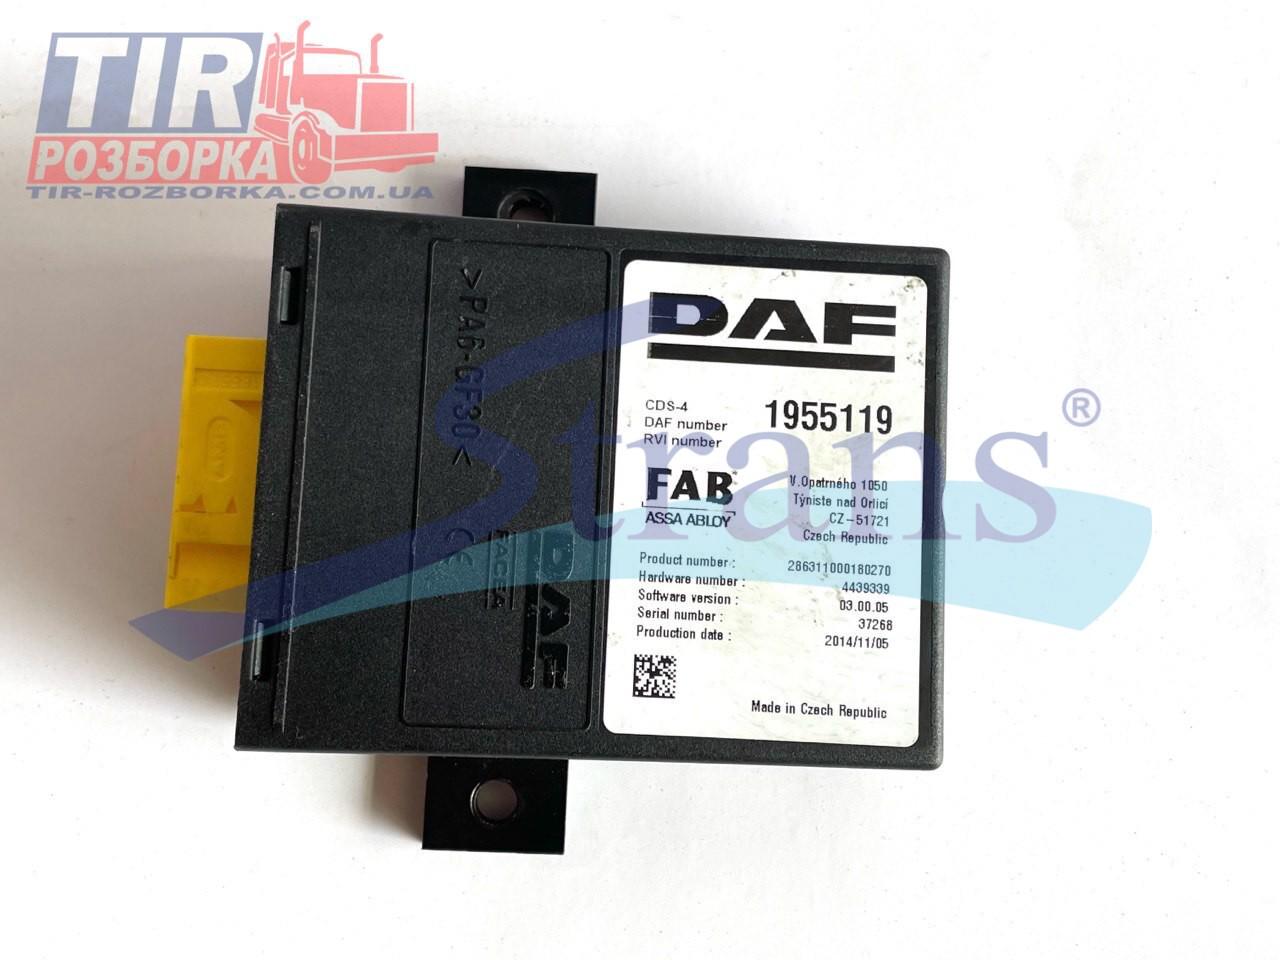 TIR
РОЗБОРКА
TIR-ROZBORKA.COM.UA
>PA6-GF30<
DAF
PACCAR
CE
DAF
CDS-4
DAF number 1955119
RVI number
FAB
ASSA ABLOY
V.Opatrného 1050
Týniste nad Orlicí
CZ-51721
Czech Republic
Product number : 286311000180270
Hardware number : 4439339
Software version : 03.00.05
Serial number : 37268
Production date : 2014/11/05
Made in Czech Republic
Strans ®